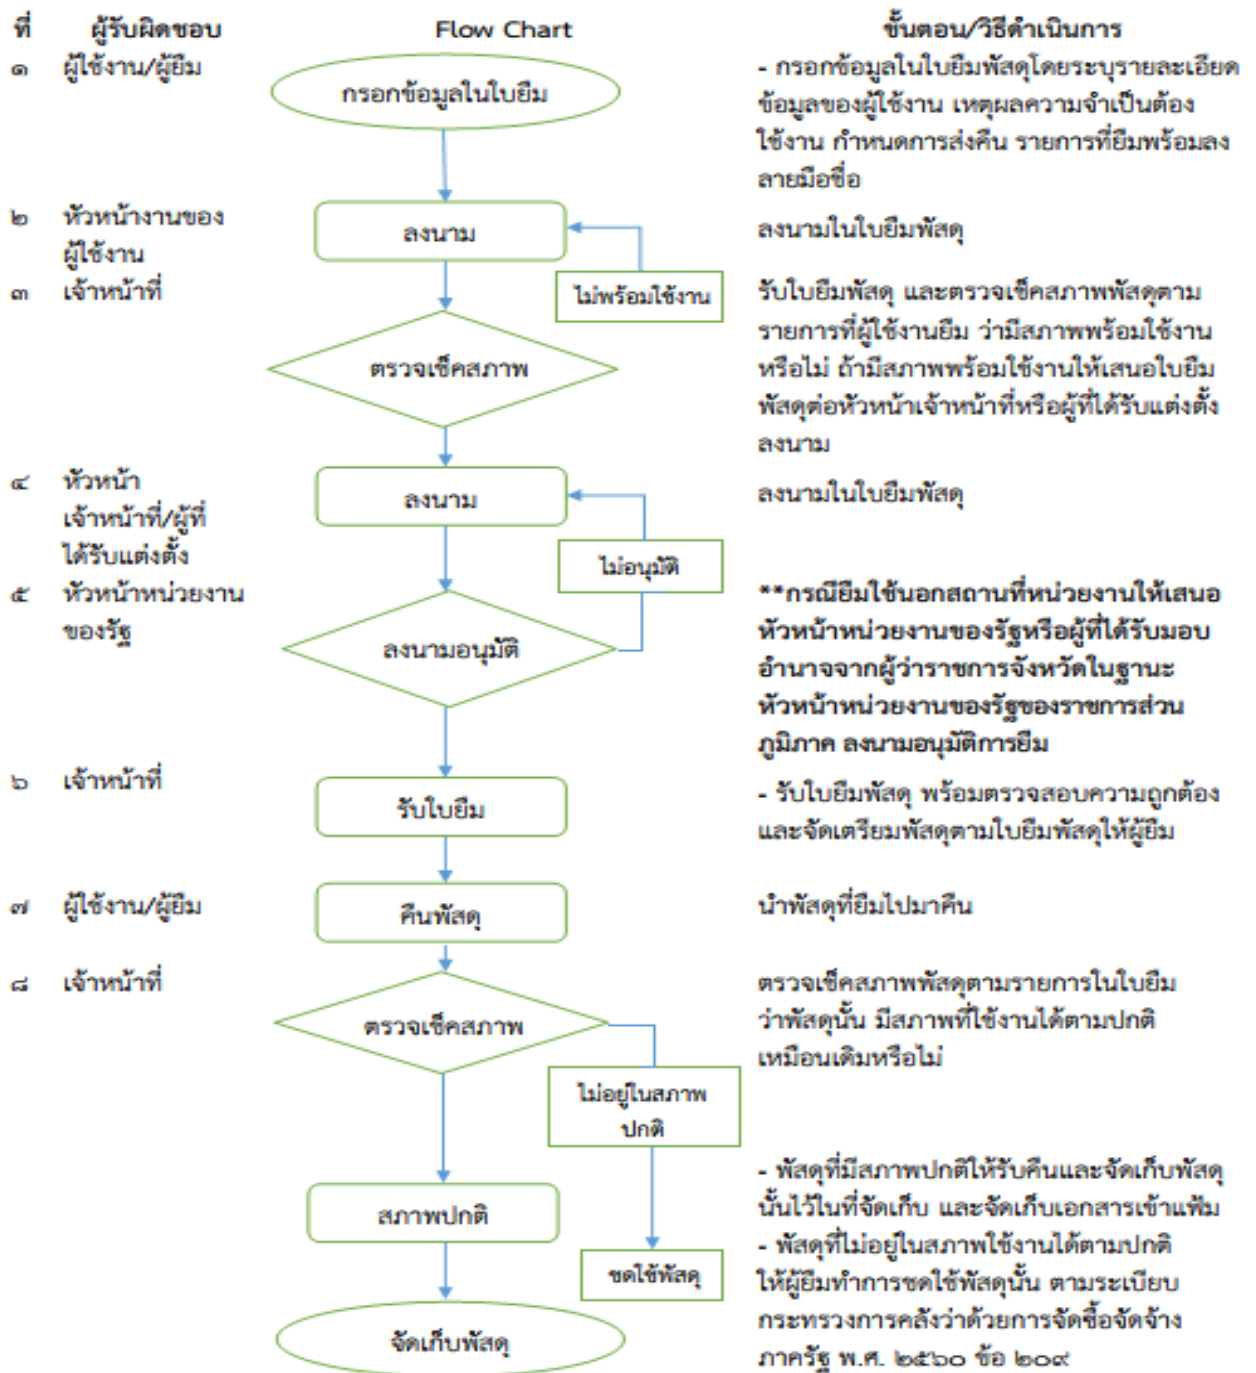 ที่ ผู้รับผิดชอบ Flow Chart ขั้นตอน/วิธีดำเนินการ
๑ ผู้ใช้งาน/ผู้ยืม
กรอกข้อมูลในใบยืม
- กรอกข้อมูลในใบยืมพัสดุโดยระบุรายละเอียด
ข้อมูลของผู้ใช้งาน เหตุผลความจำเป็นต้อง
ใช้งาน กำหนดการส่งคืน รายการที่ยืมพร้อมลง
ลายมือชื่อ
๒ หัวหน้างานของ
ผู้ใช้งาน
ลงนาม
ลงนามในใบยืมพัสดุ
๓ เจ้าหน้าที่
ไม่พร้อมใช้งาน
ตรวจเช็คสภาพ
รับใบยืมพัสดุ และตรวจเช็คสภาพพัสดุตาม
รายการที่ผู้ใช้งานยืม ว่ามีสภาพพร้อมใช้งาน
หรือไม่ ถ้ามีสภาพพร้อมใช้งานให้เสนอใบยืม
พัสดุต่อหัวหน้าเจ้าหน้าที่หรือผู้ที่ได้รับแต่งตั้ง
ลงนาม
๔ หัวหน้า
เจ้าหน้าที่/ผู้ที่
ได้รับแต่งตั้ง
ลงนาม
ลงนามในใบยืมพัสดุ
ไม่อนุมัติ
๕ หัวหน้าหน่วยงาน
ของรัฐ
ลงนามอนุมัติ
**กรณียืมใช้นอกสถานที่หน่วยงานให้เสนอ
หัวหน้าหน่วยงานของรัฐหรือผู้ที่ได้รับมอบ
อำนาจจากผู้ว่าราชการจังหวัดในฐานะ
หัวหน้าหน่วยงานของรัฐของราชการส่วน
ภูมิภาค ลงนามอนุมัติการยืม
๖ เจ้าหน้าที่
รับใบยืม
- รับใบยืมพัสดุ พร้อมตรวจสอบความถูกต้อง
และจัดเตรียมพัสดุตามใบยืมพัสดุให้ผู้ยืม
๗ ผู้ใช้งาน/ผู้ยืม
คืนพัสดุ
นำพัสดุที่ยืมไปมาคืน
๘ เจ้าหน้าที่
ตรวจเช็คสภาพ
ตรวจเช็คสภาพพัสดุตามรายการในใบยืม
ว่าพัสดุนั้น มีสภาพที่ใช้งานได้ตามปกติ
เหมือนเดิมหรือไม่
ไม่อยู่ในสภาพ
ปกติ
สภาพปกติ
ชดใช้พัสดุ
จัดเก็บพัสดุ
- พัสดุที่มีสภาพปกติให้รับคืนและจัดเก็บพัสดุ
นั้นไว้ในที่จัดเก็บ และจัดเก็บเอกสารเข้าแฟ้ม
- พัสดุที่ไม่อยู่ในสภาพใช้งานได้ตามปกติ
ให้ผู้ยืมทำการชดใช้พัสดุนั้น ตามระเบียบ
กระทรวงการคลังว่าด้วยการจัดซื้อจัดจ้าง
ภาครัฐ พ.ศ. ๒๕๖๐ ข้อ ๒๐๙